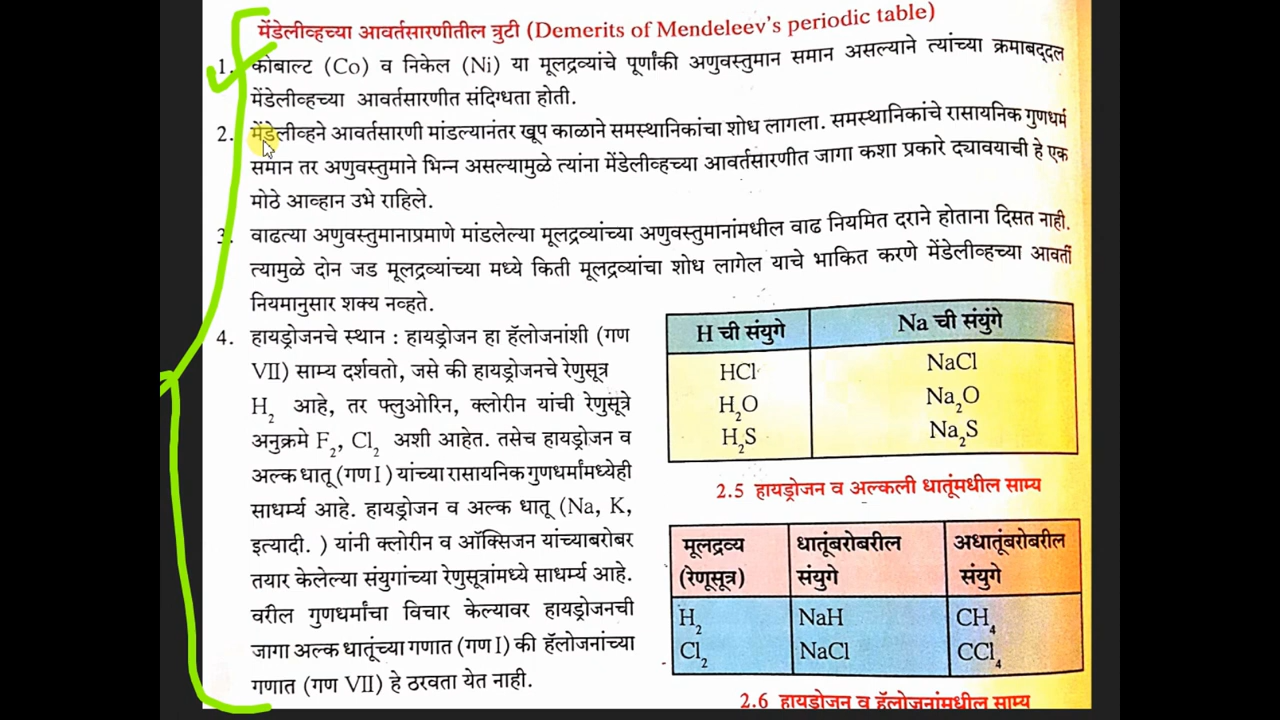 मेंडेलीव्हच्या आवर्तसारणीतील त्रुटी (Demerits of Mendeleev's periodic table)
1. कोबाल्ट (Co) व निकेल (Ni) या मूलद्रव्यांचे पूर्णांकी अणुवस्तुमान समान असल्याने त्यांच्या क्रमाबद्दल
मेंडेलीव्हच्या आवर्तसारणीत संदिग्धता होती.
2. मेंडेलीव्हने आवर्तसारणी मांडल्यानंतर खूप काळाने समस्थानिकांचा शोध लागला. समस्थानिकांचे रासायनिक गुणधर्म
समान तर अणुवस्तुमाने भिन्न असल्यामुळे त्यांना मेंडेलीव्हच्या आवर्तसारणीत जागा कशा प्रकारे द्यावयाची हे एक
मोठे आव्हान उभे राहिले.
3. वाढत्या अणुवस्तुमानाप्रमाणे मांडलेल्या मूलद्रव्यांच्या अणुवस्तुमानांमधील वाढ नियमित दराने होताना दिसत नाही.
त्यामुळे दोन जड मूलद्रव्यांच्या मध्ये किती मूलद्रव्यांचा शोध लागेल याचे भाकित करणे मेंडेलीव्हच्या आवर्ती
नियमानुसार शक्य नव्हते.
4. हायड्रोजनचे स्थान : हायड्रोजन हा हॅलोजनांशी (गण
VII) साम्य दर्शवतो, जसे की हायड्रोजनचे रेणुसूत्र
H₂ आहे, तर फ्लुओरिन, क्लोरीन यांची रेणुसूत्रे
अनुक्रमे F₂, Cl₂ अशी आहेत. तसेच हायड्रोजन व
अल्क धातू (गण I) यांच्या रासायनिक गुणधर्मांमध्येही
साधर्म्य आहे. हायड्रोजन व अल्क धातू (Na, K,
इत्यादी. ) यांनी क्लोरीन व ऑक्सिजन यांच्याबरोबर
तयार केलेल्या संयुगांच्या रेणुसूत्रांमध्ये साधर्म्य आहे.
वरील गुणधर्मांचा विचार केल्यावर हायड्रोजनची
जागा अल्क धातूंच्या गणात (गण I) की हॅलोजनांच्या
गणात (गण VII) हे ठरवता येत नाही.
H ची संयुगे Na ची संयुंगे
HCl NaCl
H₂O Na₂O
H₂S Na₂S
2.5 हायड्रोजन व अल्कली धातूंमधील साम्य
मूलद्रव्य धातूंबरोबरील अधातूंबरोबरील
(रेणूसूत्र) संयुगे संयुगे
H₂ NaH CH₄
Cl₂ NaCl CCl₄
2.6 हायड्रोजन व हॅलोजनांमधील साम्य